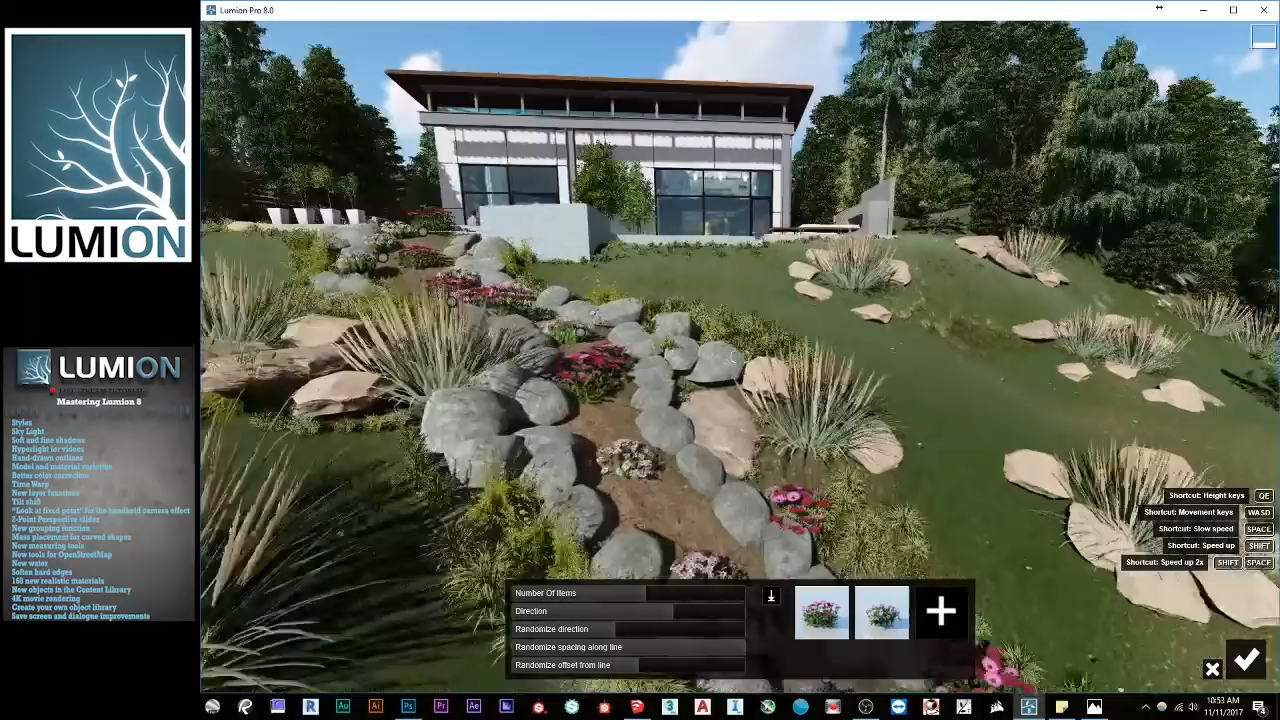 Lumion Pro 8.0
LUMION
LUMION
Mastering Lumion 8
Styles
Sky Light
Soft and fine shadows
Hyperlight for videos
Hand-drawn outlines
Model and material varieties
Better color correction
Time Warp
New layer functions
Tilt shift
"Look at fixed point" for the handheld camera effect
2-Point Perspective slider
New grouping function
Mass placement for curved shapes
New measuring tools
New tools for OpenStreetMap
New water
Soften hard edges
160 new realistic materials
New objects in the Content Library
4K movie rendering
Create your own object library
Save screen and dialogue improvements
Shortcut: Height keys QE
Shortcut: Movement keys WASD
Shortcut: Slow speed SPACE
Shortcut: Speed up SHIFT
Shortcut: Speed up 2x SHIFT SPACE
Number Of Items
Direction
Randomize direction
Randomize spacing along line
Randomize offset from line
Au Ai Ps Pr Ae
10:53 AM
11/11/2017